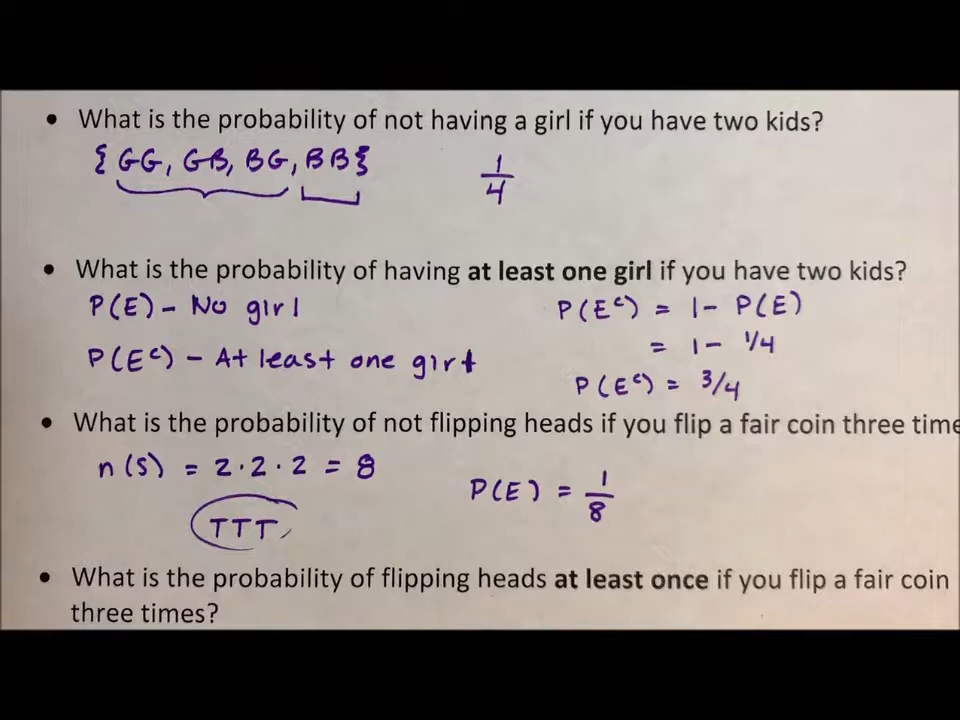 • What is the probability of not having a girl if you have two kids?
{GG, GB, BG, BB}
1/4
• What is the probability of having at least one girl if you have two kids?
P(E) – No girl
P(Eᶜ) = 1 – P(E)
= 1 – 1/4
P(Eᶜ) – At least one girl
P(Eᶜ) = 3/4
• What is the probability of not flipping heads if you flip a fair coin three time
n(S) = 2·2·2 = 8
P(E) = 1/8
TTT
• What is the probability of flipping heads at least once if you flip a fair coin
three times?